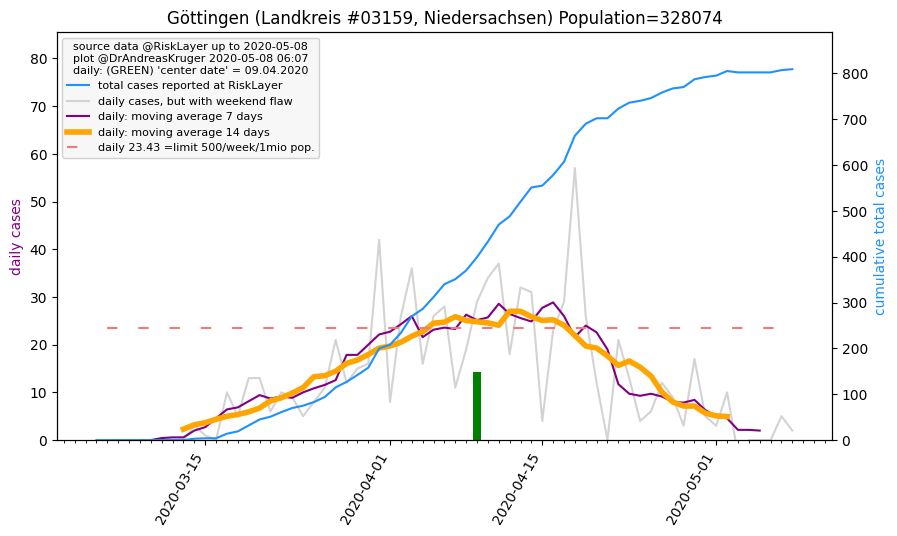 Göttingen (Landkreis #03159, Niedersachsen) Population=328074
source data @RiskLayer up to 2020-05-08
plot @DrAndreasKruger 2020-05-08 06:07
daily: (GREEN) 'center date' = 09.04.2020
total cases reported at RiskLayer
daily cases, but with weekend flaw
daily: moving average 7 days
daily: moving average 14 days
daily 23.43 =limit 500/week/1mio pop.
daily cases
80
70
60
50
40
30
20
10
0
cumulative total cases
800
700
600
500
400
300
200
100
0
2020-03-15
2020-04-01
2020-04-15
2020-05-01